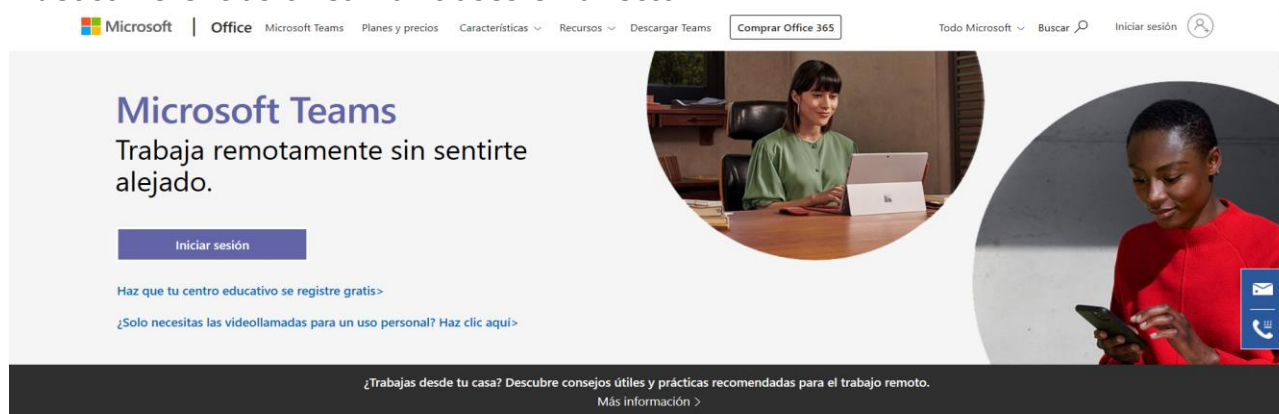 Microsoft | Office Microsoft Teams Planes y precios Características Recursos Descargar Teams Comprar Office 365 Todo Microsoft Buscar Iniciar sesión
Microsoft Teams
Trabaja remotamente sin sentirte
alejado.
Iniciar sesión
Haz que tu centro educativo se registre gratis>
¿Solo necesitas las videollamadas para un uso personal? Haz clic aquí>
¿Trabajas desde tu casa? Descubre consejos útiles y prácticas recomendadas para el trabajo remoto.
Más información >